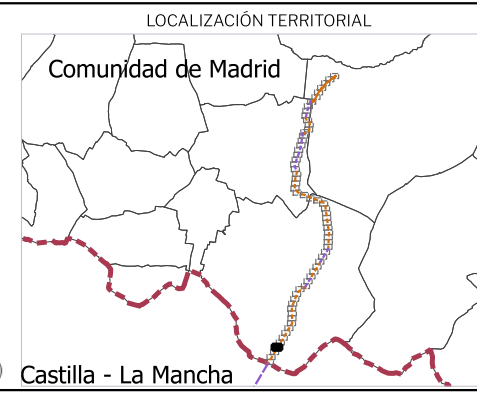 LOCALIZACIÓN TERRITORIAL
Comunidad de Madrid
Castilla - La Mancha